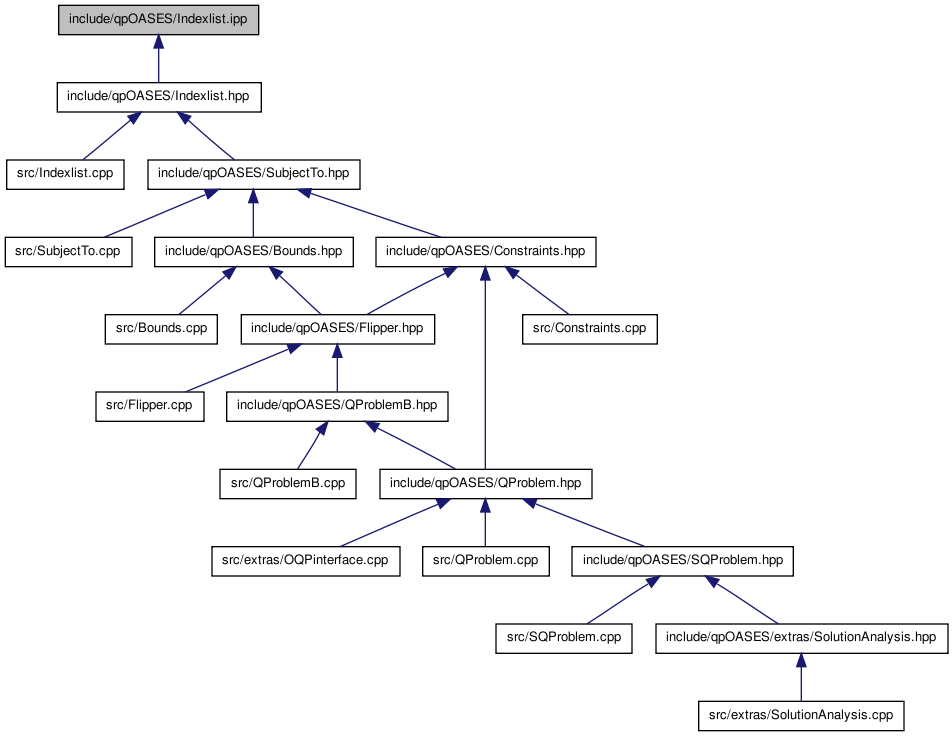 include/qpOASES/Indexlist.ipp
include/qpOASES/Indexlist.hpp
src/Indexlist.cpp
include/qpOASES/SubjectTo.hpp
src/SubjectTo.cpp
include/qpOASES/Bounds.hpp
include/qpOASES/Constraints.hpp
src/Bounds.cpp
include/qpOASES/Flipper.hpp
src/Constraints.cpp
src/Flipper.cpp
include/qpOASES/QProblemB.hpp
src/QProblemB.cpp
include/qpOASES/QProblem.hpp
src/extras/OQPinterface.cpp
src/QProblem.cpp
include/qpOASES/SQProblem.hpp
src/SQProblem.cpp
include/qpOASES/extras/SolutionAnalysis.hpp
src/extras/SolutionAnalysis.cpp